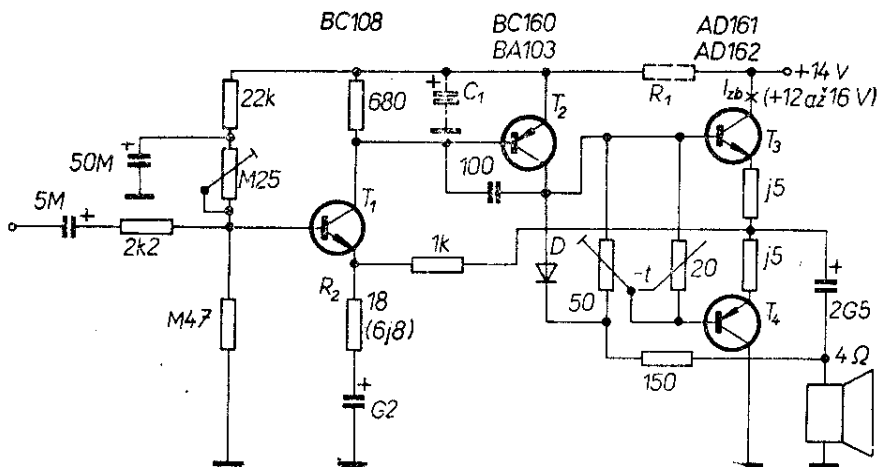 BC108
BC160
BA103
AD161
AD162
22k
680
C1
T2
R1
+14 V
Izb
(+12 až 16 V)
50M
M25
100
T3
5M
T1
j5
2k2
1k
D
-t
20
j5
50
R2
18
(6j8)
T4
2G5
M47
150
4 Ω
G2